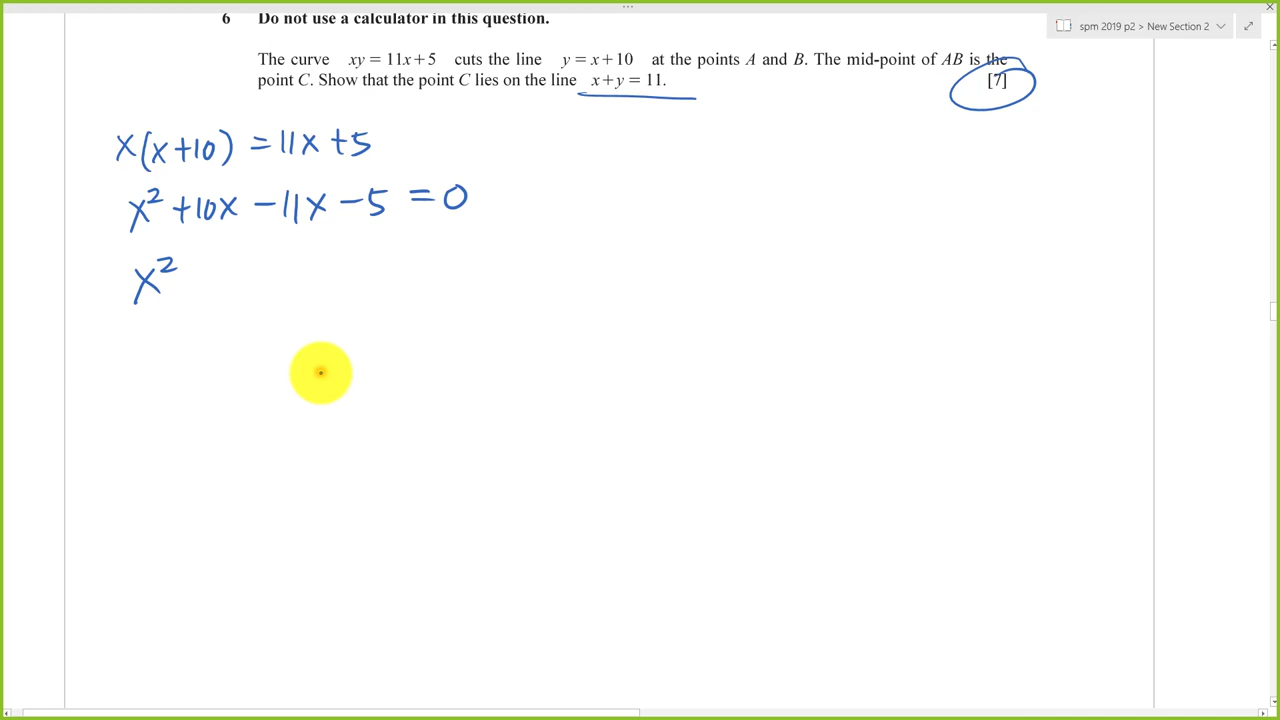 spm 2019 p2 > New Section 2
6 Do not use a calculator in this question.
The curve xy = 11x + 5 cuts the line y = x + 10 at the points A and B. The mid-point of AB is the
point C. Show that the point C lies on the line x + y = 11. [7]
x(x+10) = 11x + 5
x² + 10x - 11x - 5 = 0
x²